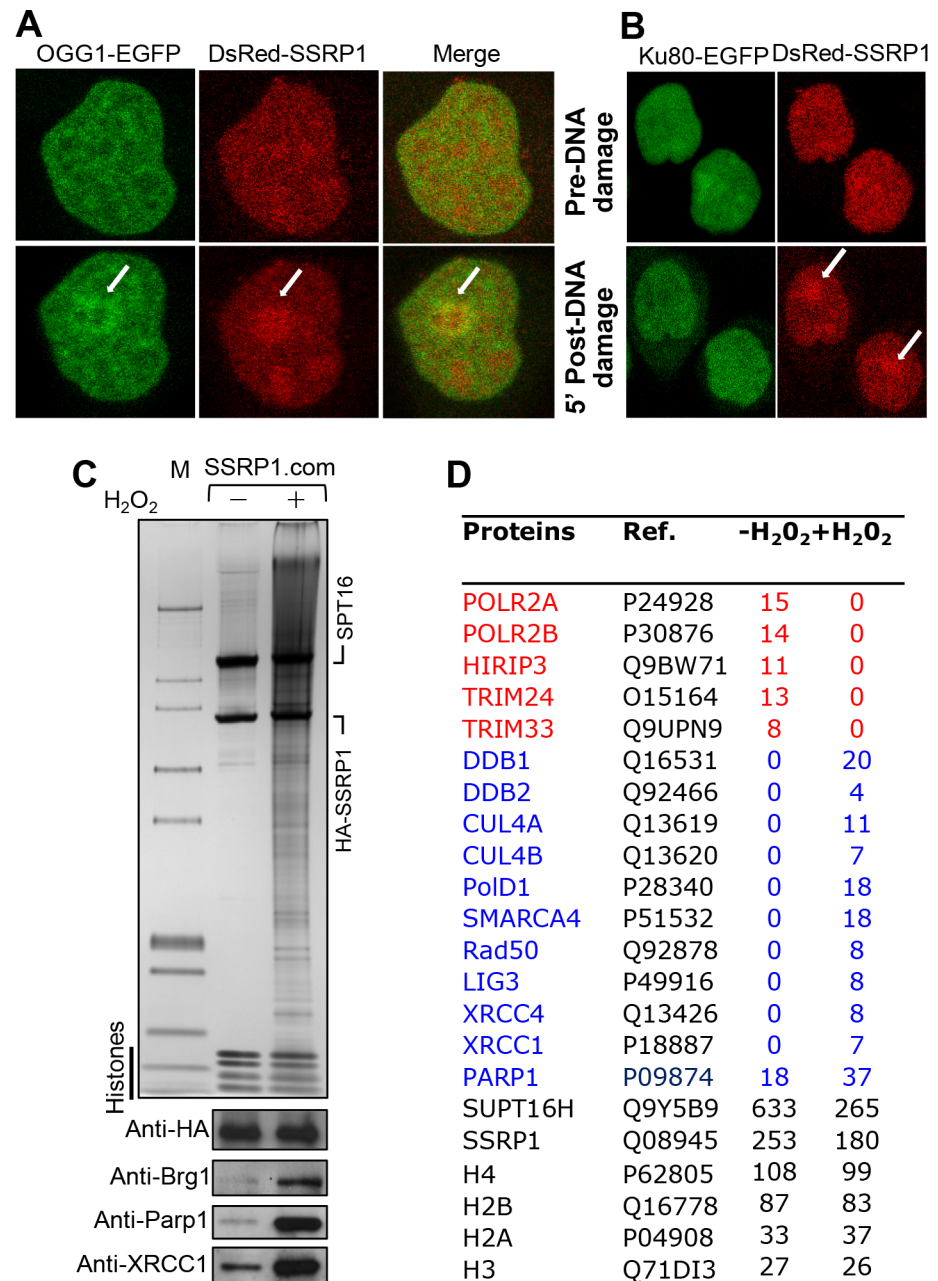 A
OGG1-EGFP DsRed-SSRP1 Merge
Pre-DNA damage
5' Post-DNA damage
B
Ku80-EGFP DsRed-SSRP1
C
M SSRP1.com
H₂O₂ − +
SPT16
HA-SSRP1
Histones
Anti-HA
Anti-Brg1
Anti-Parp1
Anti-XRCC1
D
Proteins Ref. -H₂0₂+H₂0₂
POLR2A P24928 15 0
POLR2B P30876 14 0
HIRIP3 Q9BW71 11 0
TRIM24 O15164 13 0
TRIM33 Q9UPN9 8 0
DDB1 Q16531 0 20
DDB2 Q92466 0 4
CUL4A Q13619 0 11
CUL4B Q13620 0 7
PolD1 P28340 0 18
SMARCA4 P51532 0 18
Rad50 Q92878 0 8
LIG3 P49916 0 8
XRCC4 Q13426 0 8
XRCC1 P18887 0 7
PARP1 P09874 18 37
SUPT16H Q9Y5B9 633 265
SSRP1 Q08945 253 180
H4 P62805 108 99
H2B Q16778 87 83
H2A P04908 33 37
H3 Q71DI3 27 26